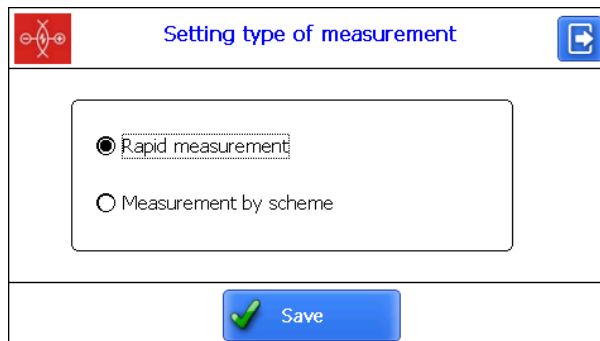 Setting type of measurement
Rapid measurement
Measurement by scheme
Save